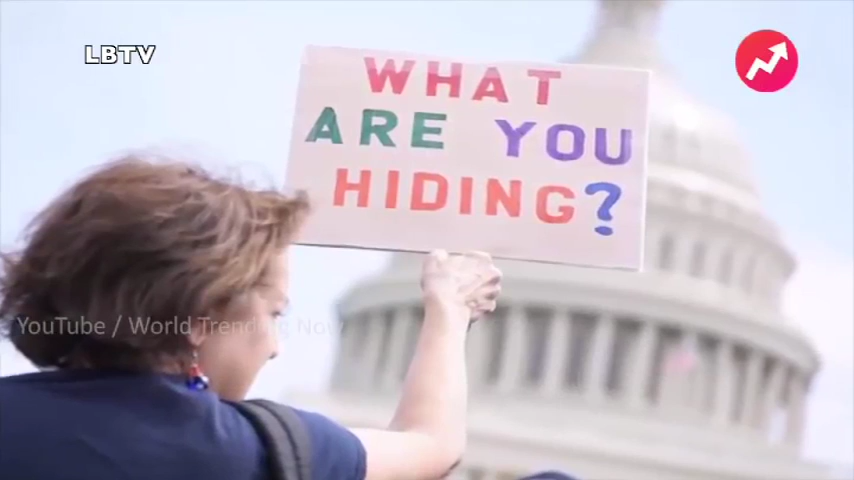 LBTV
WHAT
ARE YOU
HIDING?
YouTube / World Trending Now